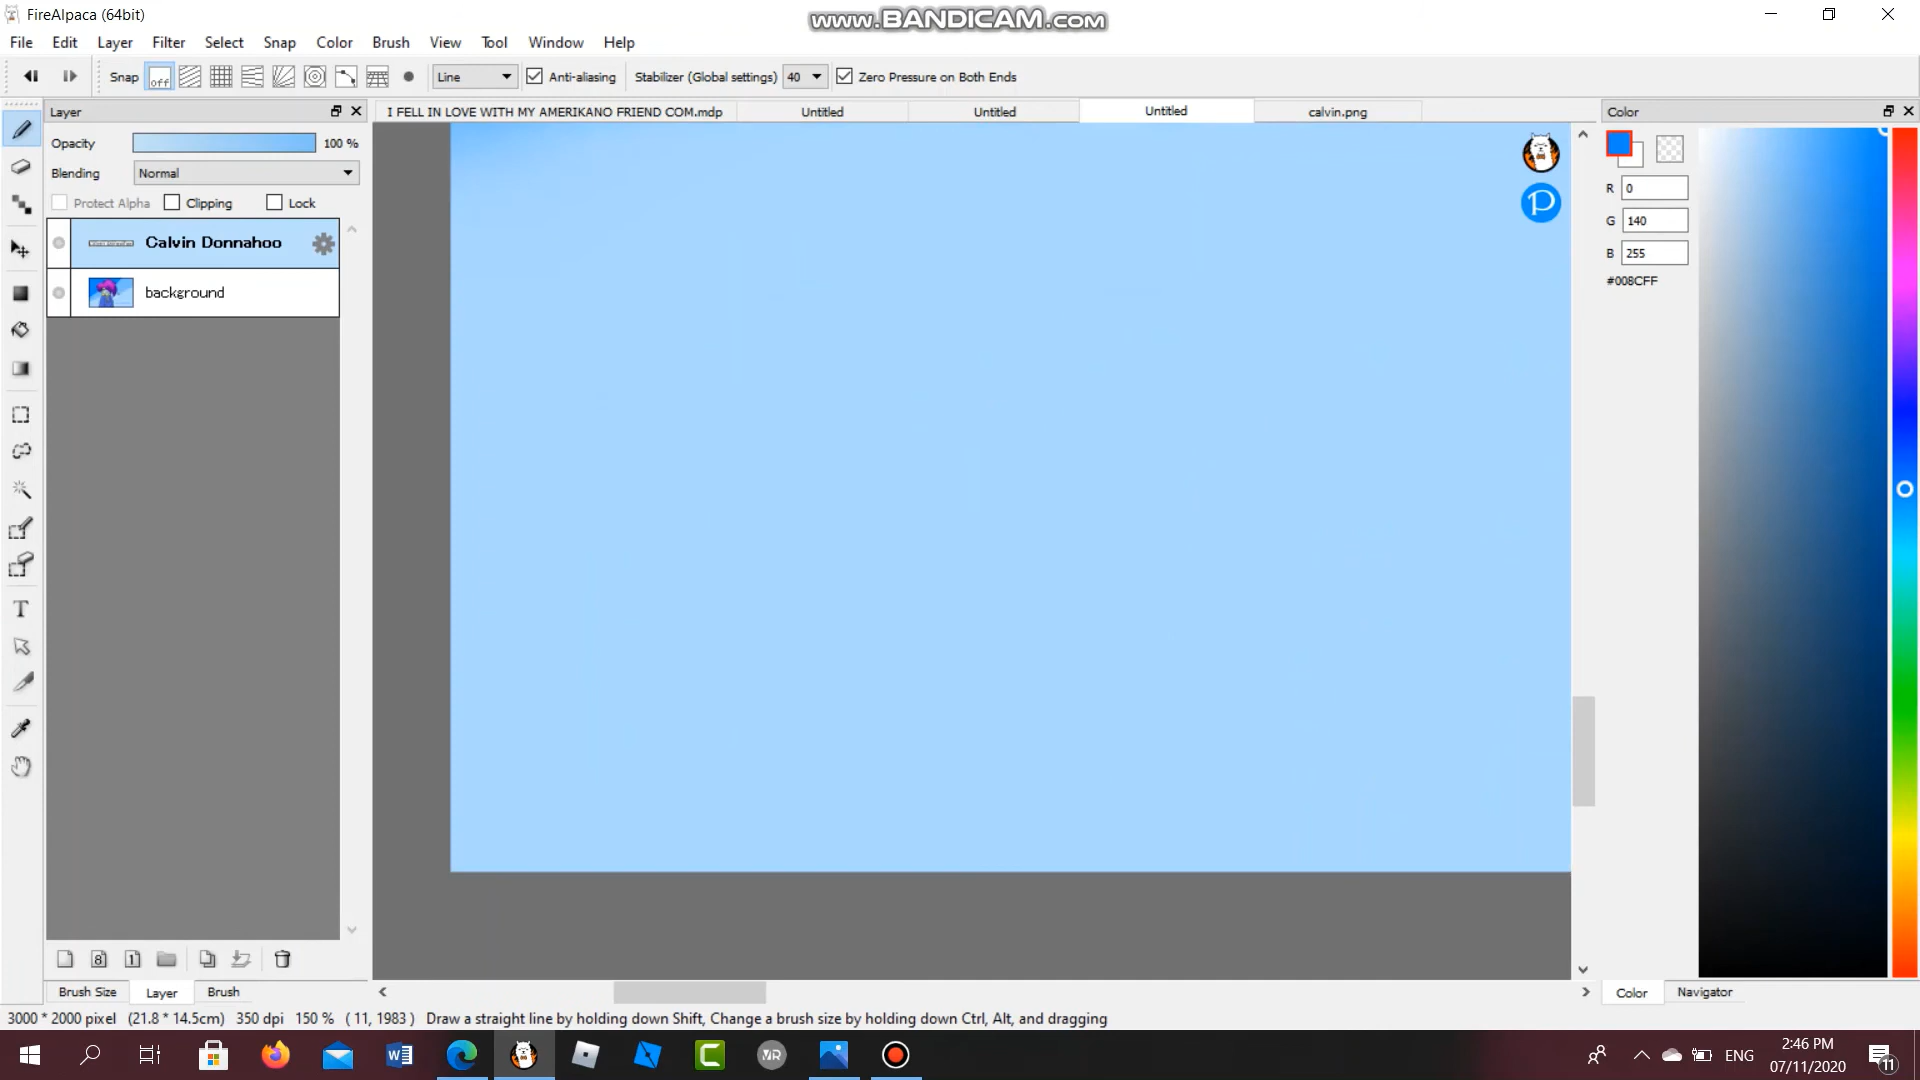 FireAlpaca (64bit)
www.BANDICAM.com
File Edit Layer Filter Select Snap Color Brush View Tool Window Help
Snap off Line Anti-aliasing Stabilizer (Global settings) 40 Zero Pressure on Both Ends
Layer
I FELL IN LOVE WITH MY AMERIKANO FRIEND COM.mdp Untitled Untitled Untitled calvin.png
Color
Opacity 100 %
Blending Normal
Protect Alpha Clipping Lock
Calvin Donnahoo
background
P
R 0
G 140
B 255
#008CFF
T
8 1
Brush Size Layer Brush
Color Navigator
3000 * 2000 pixel (21.8 * 14.5cm) 350 dpi 150 % ( 11, 1983 ) Draw a straight line by holding down Shift, Change a brush size by holding down Ctrl, Alt, and dragging
ENG
2:46 PM
07/11/2020
11